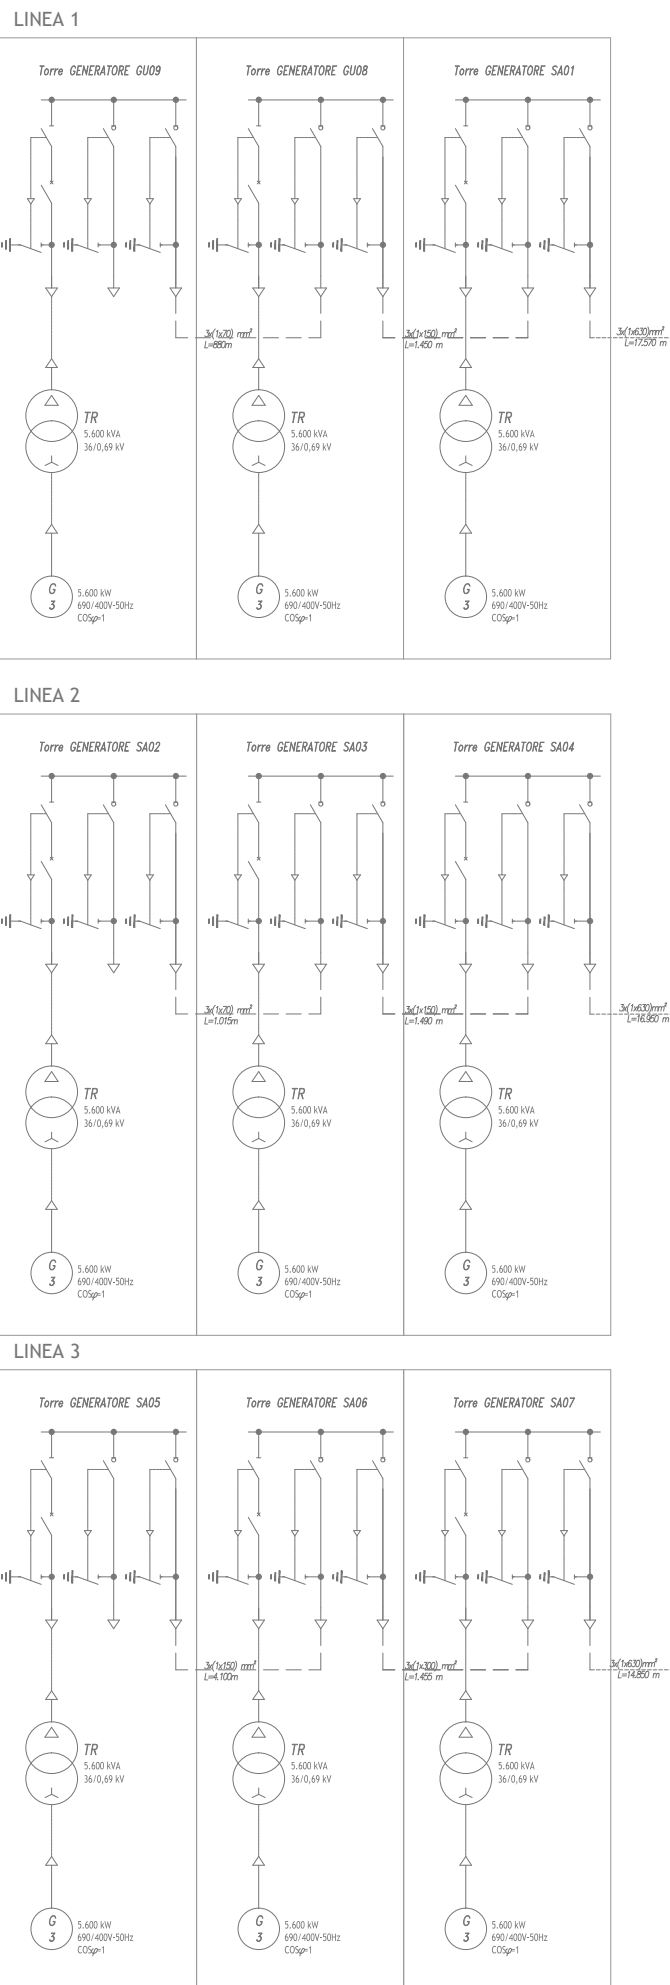 LINEA 1
Torre GENERATORE GU09
Torre GENERATORE GU08
Torre GENERATORE SA01
3x(1x70) mm²
L=880m
3x(1x150) mm²
L=1.450 m
3x(1x630)mm²
L=17.570 m
TR
5.600 kVA
36/0,69 kV
TR
5.600 kVA
36/0,69 kV
TR
5.600 kVA
36/0,69 kV
G
3
5.600 kW
690/400V-50Hz
COSφ=1
G
3
5.600 kW
690/400V-50Hz
COSφ=1
G
3
5.600 kW
690/400V-50Hz
COSφ=1
LINEA 2
Torre GENERATORE SA02
Torre GENERATORE SA03
Torre GENERATORE SA04
3x(1x70) mm²
L=1.015m
3x(1x150) mm²
L=1.490 m
3x(1x630)mm²
L=16.950 m
TR
5.600 kVA
36/0,69 kV
TR
5.600 kVA
36/0,69 kV
TR
5.600 kVA
36/0,69 kV
G
3
5.600 kW
690/400V-50Hz
COSφ=1
G
3
5.600 kW
690/400V-50Hz
COSφ=1
G
3
5.600 kW
690/400V-50Hz
COSφ=1
LINEA 3
Torre GENERATORE SA05
Torre GENERATORE SA06
Torre GENERATORE SA07
3x(1x150) mm²
L=4.100m
3x(1x300) mm²
L=1.455 m
3x(1x630)mm²
L=14.850 m
TR
5.600 kVA
36/0,69 kV
TR
5.600 kVA
36/0,69 kV
TR
5.600 kVA
36/0,69 kV
G
3
5.600 kW
690/400V-50Hz
COSφ=1
G
3
5.600 kW
690/400V-50Hz
COSφ=1
G
3
5.600 kW
690/400V-50Hz
COSφ=1